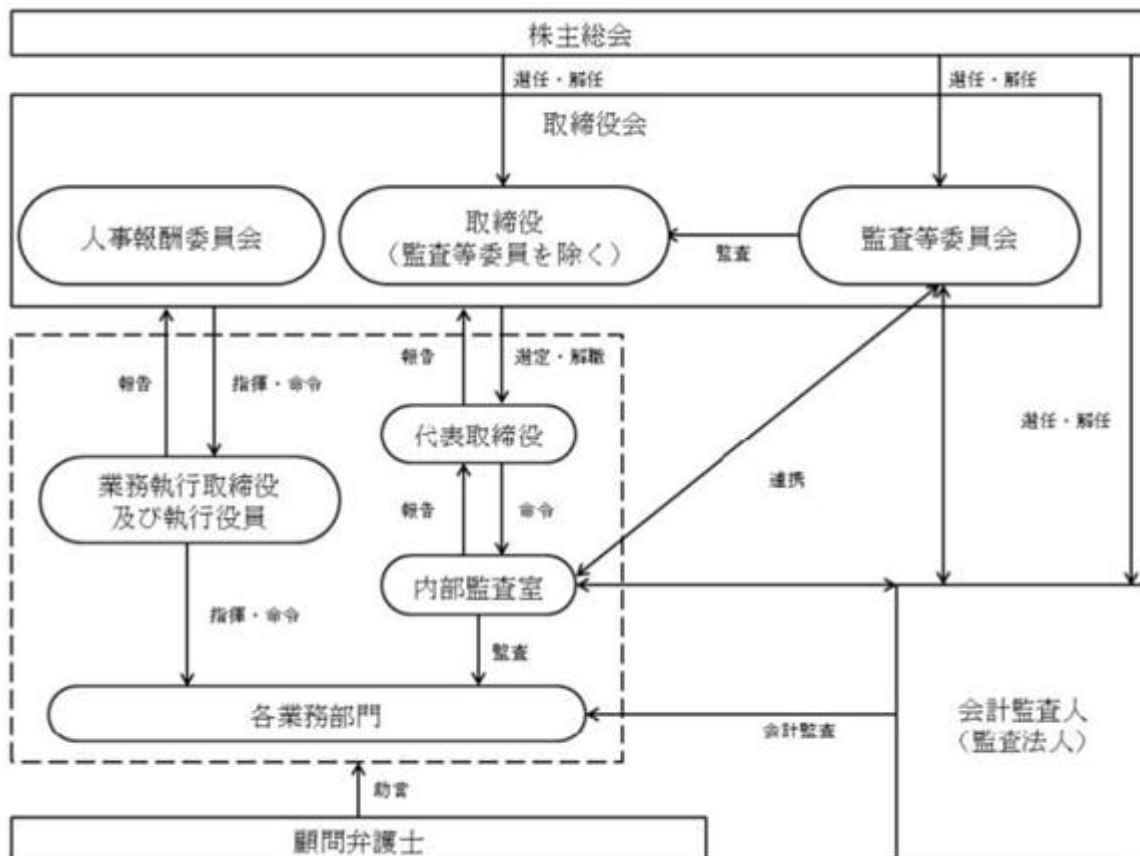 株主総会
選任・解任
選任・解任
取締役会
人事報酬委員会
取締役
（監査等委員を除く）
監査
監査等委員会
報告
指揮・命令
報告
選定・解職
選任・解任
代表取締役
業務執行取締役
及び執行役員
連携
報告
命令
内部監査室
指揮・命令
監査
各業務部門
会計監査
会計監査人
（監査法人）
助言
顧問弁護士